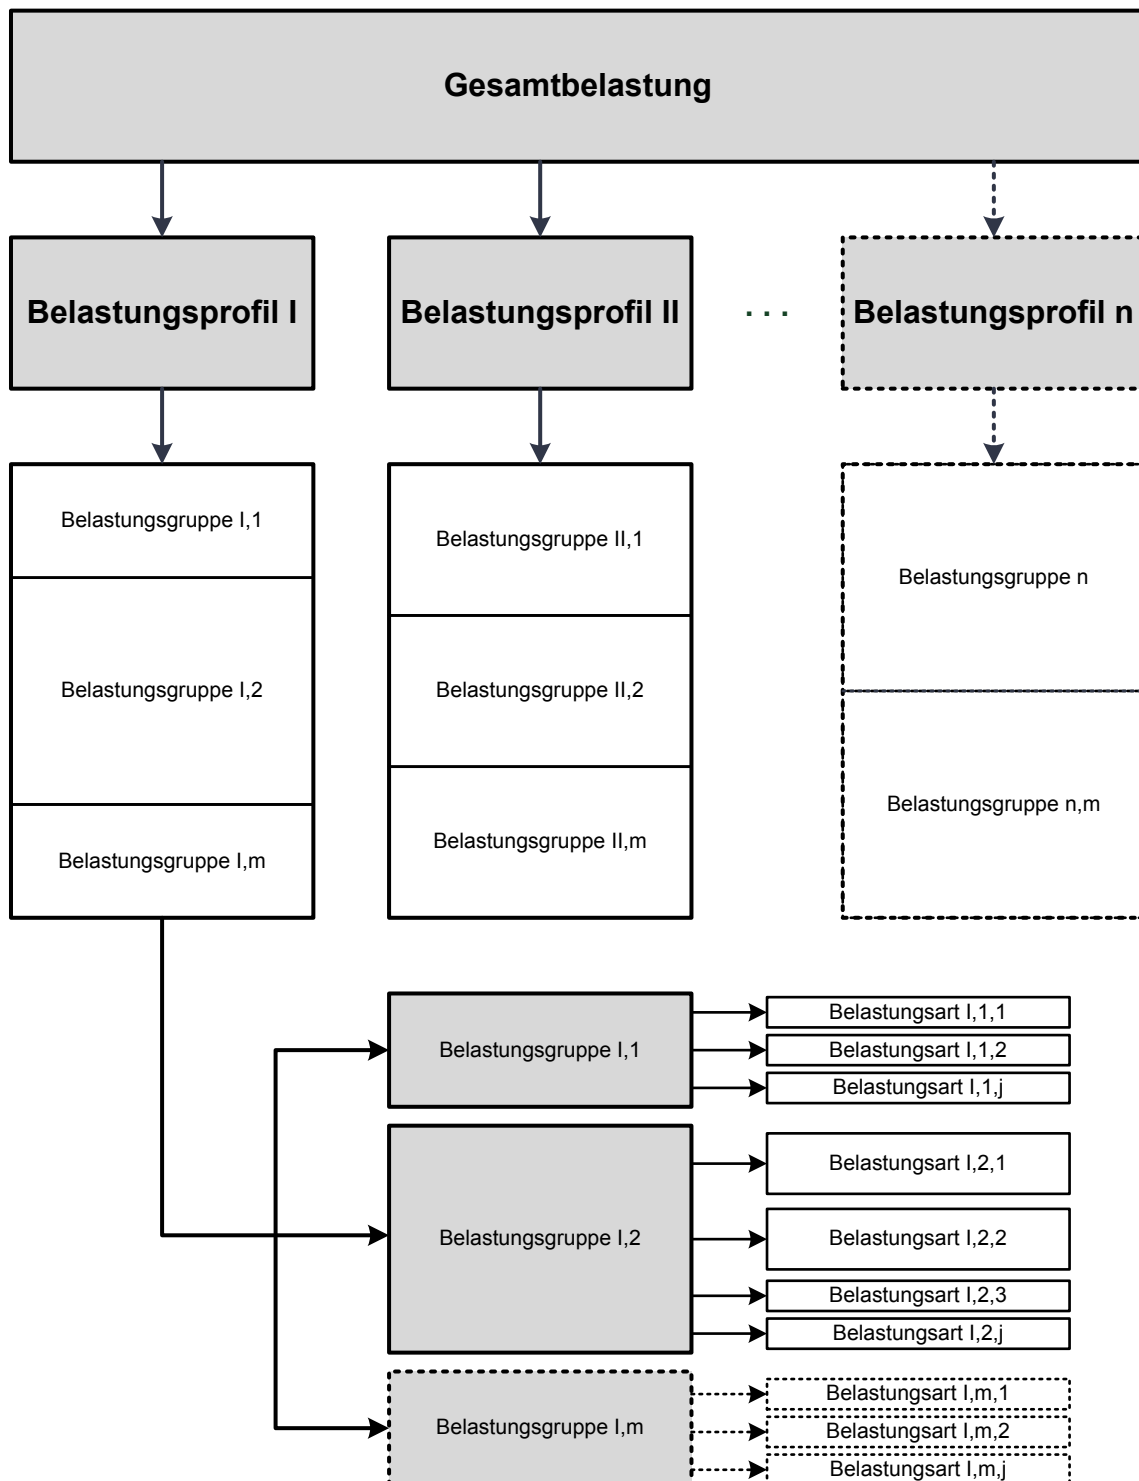 Gesamtbelastung
Belastungsprofil I
Belastungsprofil II
. . .
Belastungsprofil n
Belastungsgruppe I,1
Belastungsgruppe I,2
Belastungsgruppe I,m
Belastungsgruppe II,1
Belastungsgruppe II,2
Belastungsgruppe II,m
Belastungsgruppe n
Belastungsgruppe n,m
Belastungsgruppe I,1
Belastungsart I,1,1
Belastungsart I,1,2
Belastungsart I,1,j
Belastungsgruppe I,2
Belastungsart I,2,1
Belastungsart I,2,2
Belastungsart I,2,3
Belastungsart I,2,j
Belastungsgruppe I,m
Belastungsart I,m,1
Belastungsart I,m,2
Belastungsart I,m,j